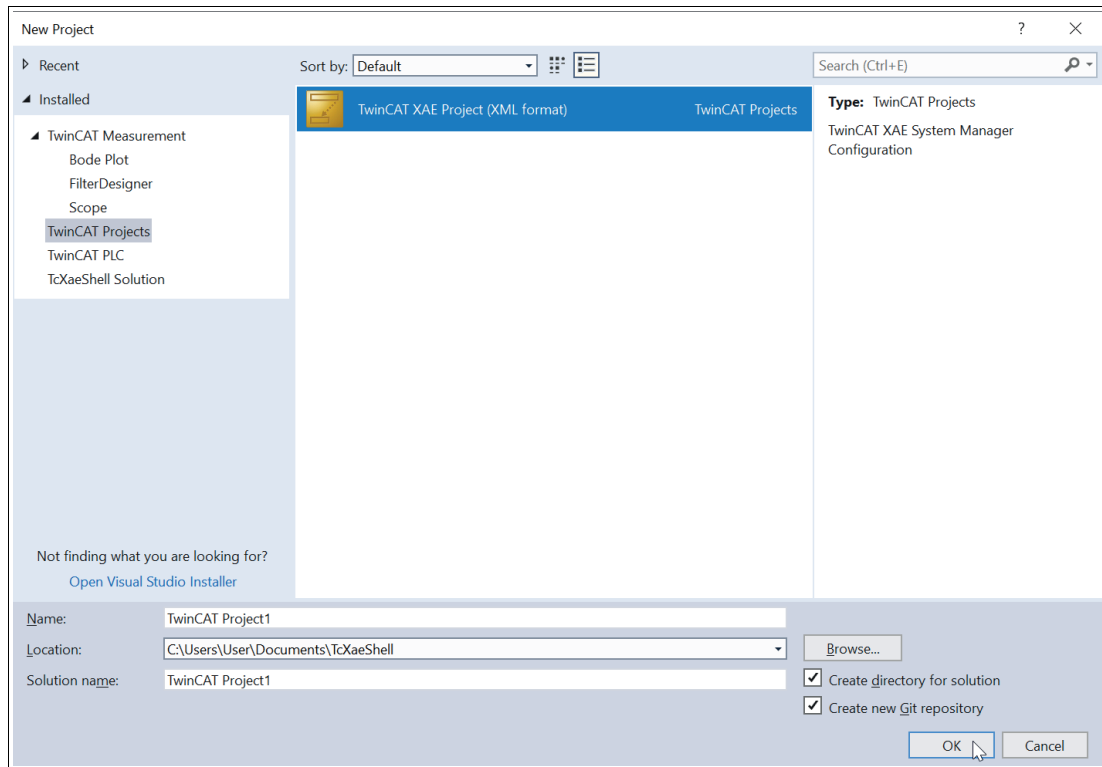 New Project
?
Recent
Sort by: Default
Search (Ctrl+E)
Installed
TwinCAT XAE Project (XML format)
TwinCAT Projects
Type: TwinCAT Projects
TwinCAT XAE System Manager
Configuration
TwinCAT Measurement
Bode Plot
FilterDesigner
Scope
TwinCAT Projects
TwinCAT PLC
TcXaeShell Solution
Not finding what you are looking for?
Open Visual Studio Installer
Name: TwinCAT Project1
Location: C:\Users\User\Documents\TcXaeShell
Browse...
Solution name: TwinCAT Project1
Create directory for solution
Create new Git repository
OK
Cancel